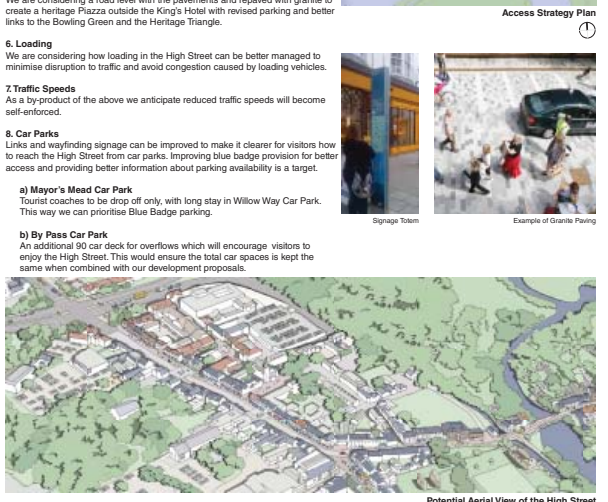 We are considering a road level with the pavements and repaved with granite to
create a heritage Piazza outside the King's Hotel with revised parking and better
links to the Bowling Green and the Heritage Triangle.
6. Loading
We are considering how loading in the High Street can be better managed to
minimise disruption to traffic and avoid congestion caused by loading vehicles.
7. Traffic Speeds
As a by-product of the above we anticipate reduced traffic speeds will become
self-enforced.
8. Car Parks
Links and wayfinding signage can be improved to make it clearer for visitors how
to reach the High Street from car parks. Improving blue badge provision for better
access and providing better information about parking availability is a target.
a) Mayor's Mead Car Park
Tourist coaches to be drop off only, with long stay in Willow Way Car Park.
This way we can prioritise Blue Badge parking.
b) By Pass Car Park
An additional 90 car deck for overflows which will encourage visitors to
enjoy the High Street. This would ensure the total car spaces is kept the
same when combined with our development proposals.
Access Strategy Plan
Signage Totem
Example of Granite Paving
Potential Aerial View of the High Street